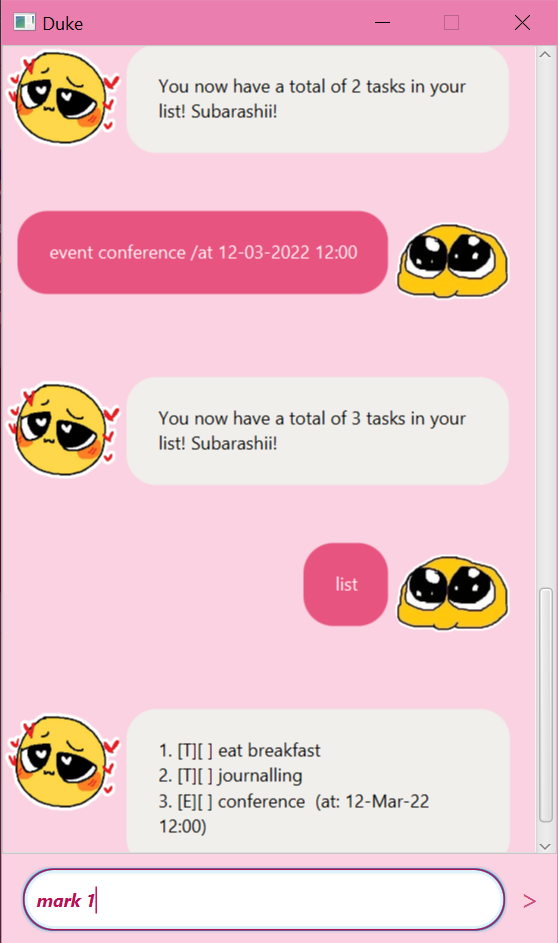 Duke
You now have a total of 2 tasks in your
list! Subarashii!
event conference /at 12-03-2022 12:00
You now have a total of 3 tasks in your
list! Subarashii!
list
1. [T][ ] eat breakfast
2. [T][ ] journalling
3. [E][ ] conference  (at: 12-Mar-22
12:00)
mark 1
>